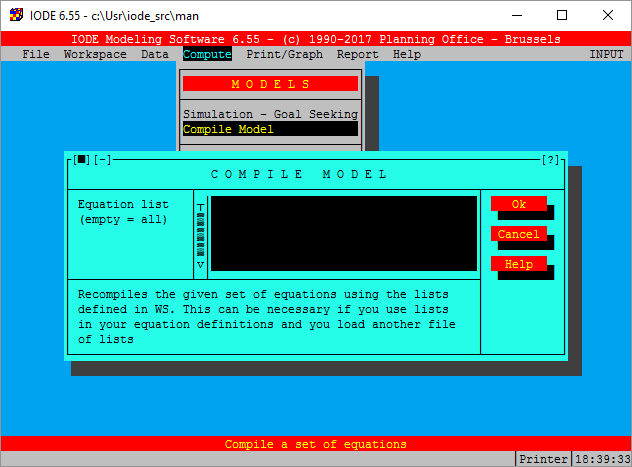 IODE 6.55 - c:\Usr\iode_src\man
IODE Modeling Software 6.55 - (c) 1990-2017 Planning Office - Brussels
File Workspace Data Compute Print/Graph Report Help INPUT
M O D E L S
Simulation - Goal Seeking
Compile Model
[■][-] [?]
C O M P I L E   M O D E L
Equation list
(empty = all)
Ok
Cancel
Help
Recompiles the given set of equations using the lists
defined in WS. This can be necessary if you use lists
in your equation definitions and you load another file
of lists
Compile a set of equations
Printer 18:39:33